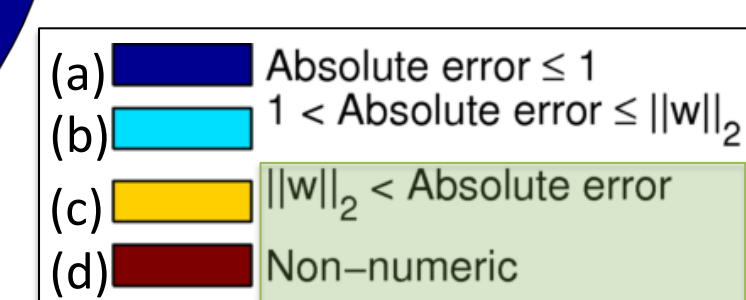 (a) Absolute error ≤ 1
(b) 1 < Absolute error ≤ ||w||₂
(c) ||w||₂ < Absolute error
(d) Non−numeric